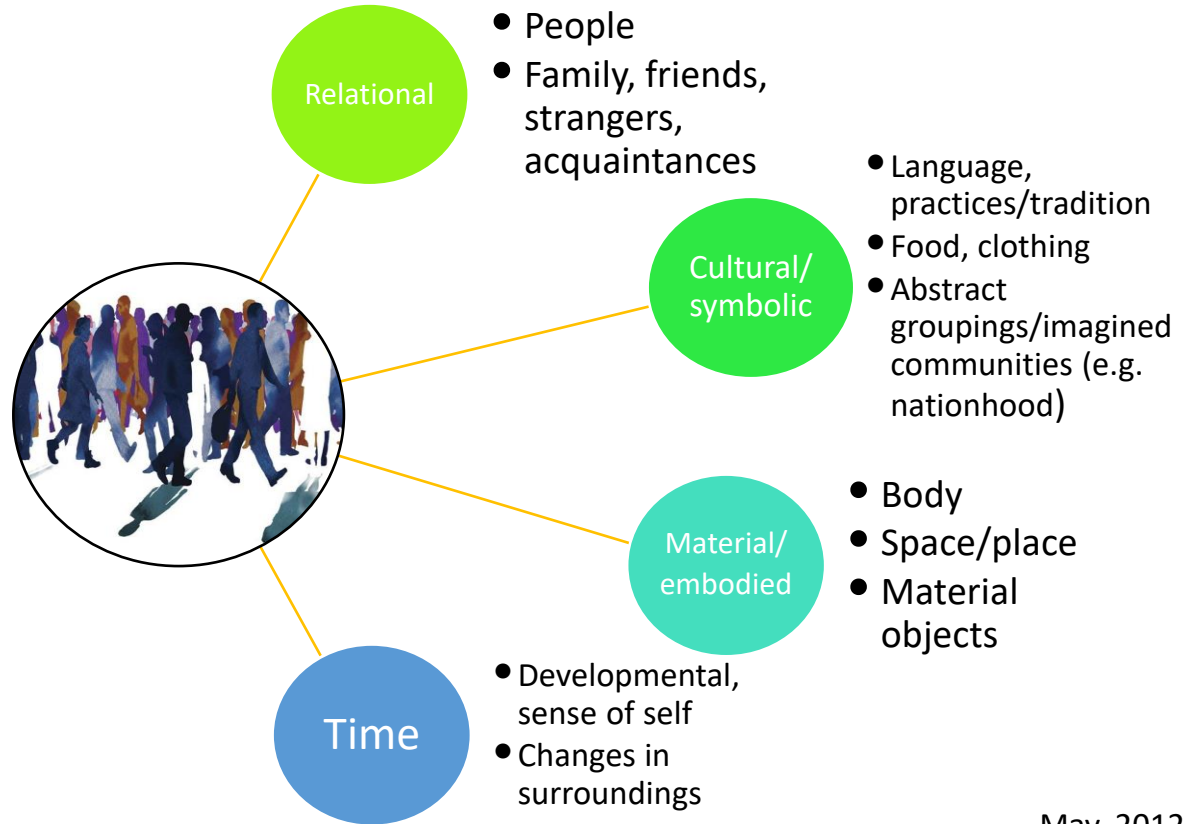 Relational
• People
• Family, friends,
strangers,
acquaintances
Cultural/
symbolic
• Language,
practices/tradition
• Food, clothing
• Abstract
groupings/imagined
communities (e.g.
nationhood)
Material/
embodied
• Body
• Space/place
• Material
objects
Time
• Developmental,
sense of self
• Changes in
surroundings
May, 2012